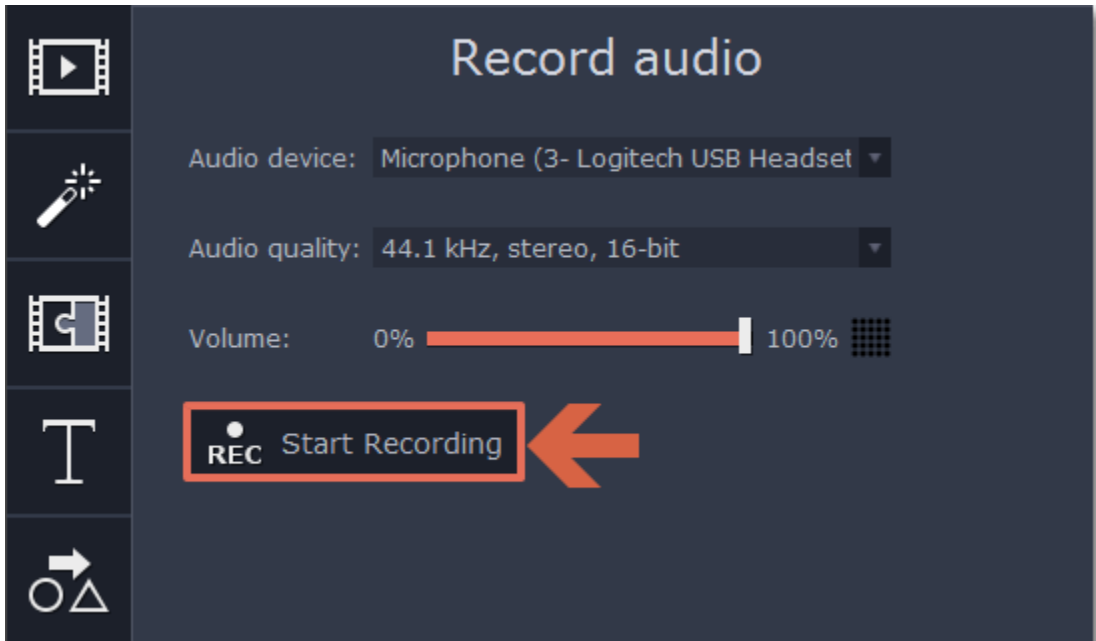 Record audio
Audio device: Microphone (3- Logitech USB Headset
Audio quality: 44.1 kHz, stereo, 16-bit
Volume: 0% 100%
REC Start Recording
T